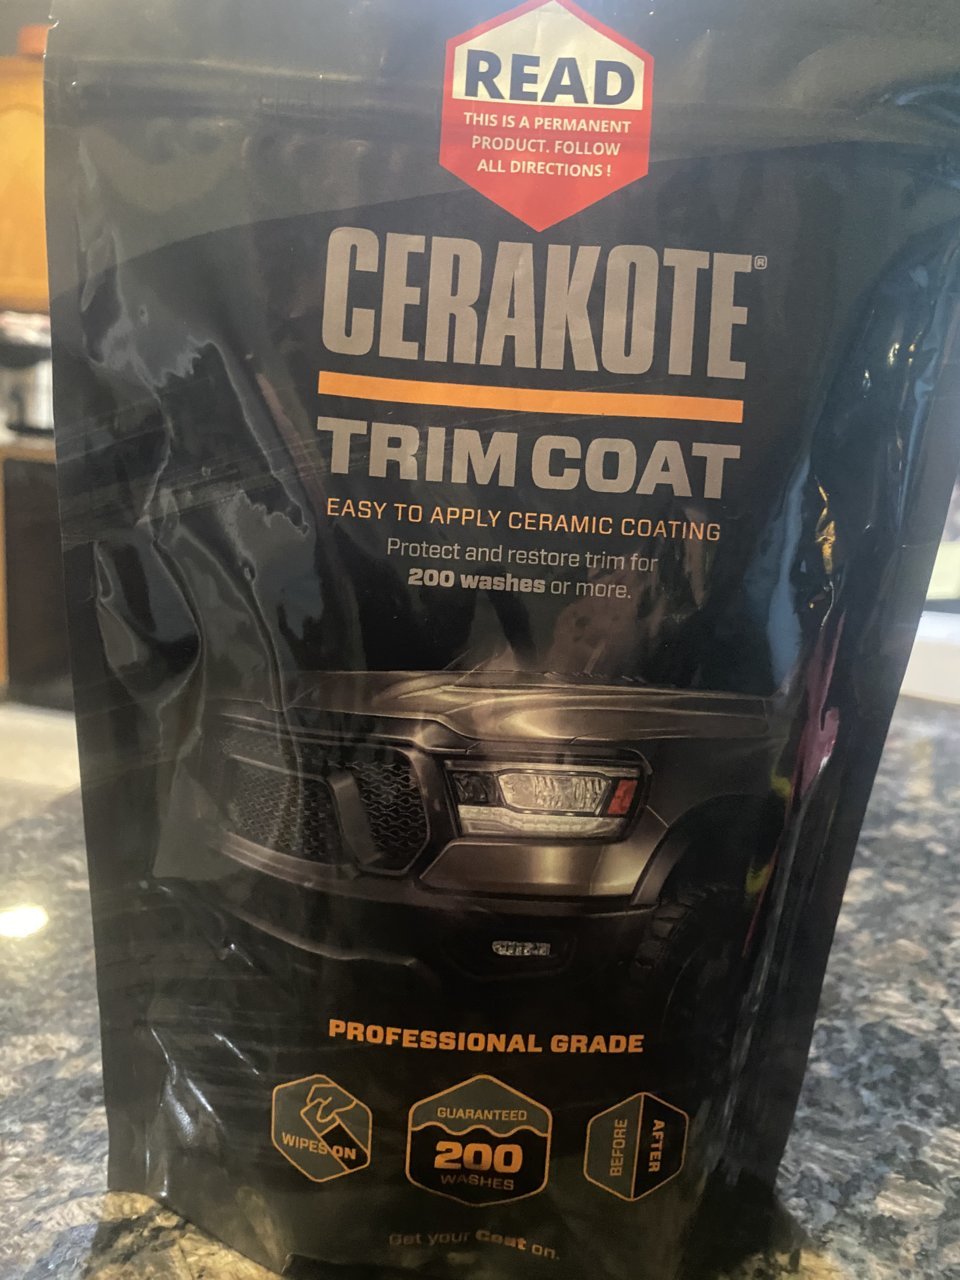 READ
THIS IS A PERMANENT
PRODUCT. FOLLOW
ALL DIRECTIONS !
CERAKOTE®
TRIM COAT
EASY TO APPLY CERAMIC COATING
Protect and restore trim for
200 washes or more.
PROFESSIONAL GRADE
WIPES ON
GUARANTEED
200
WASHES
BEFORE
AFTER
Get your Coat on.